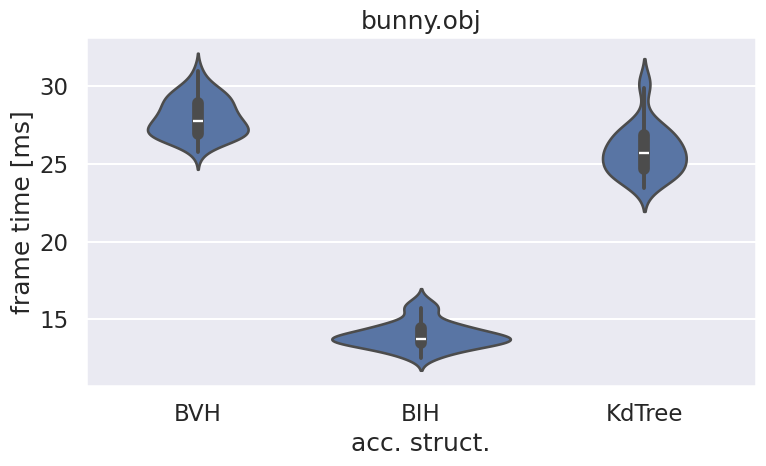 bunny.obj
frame time [ms]
30
25
20
15
BVH BIH KdTree
acc. struct.